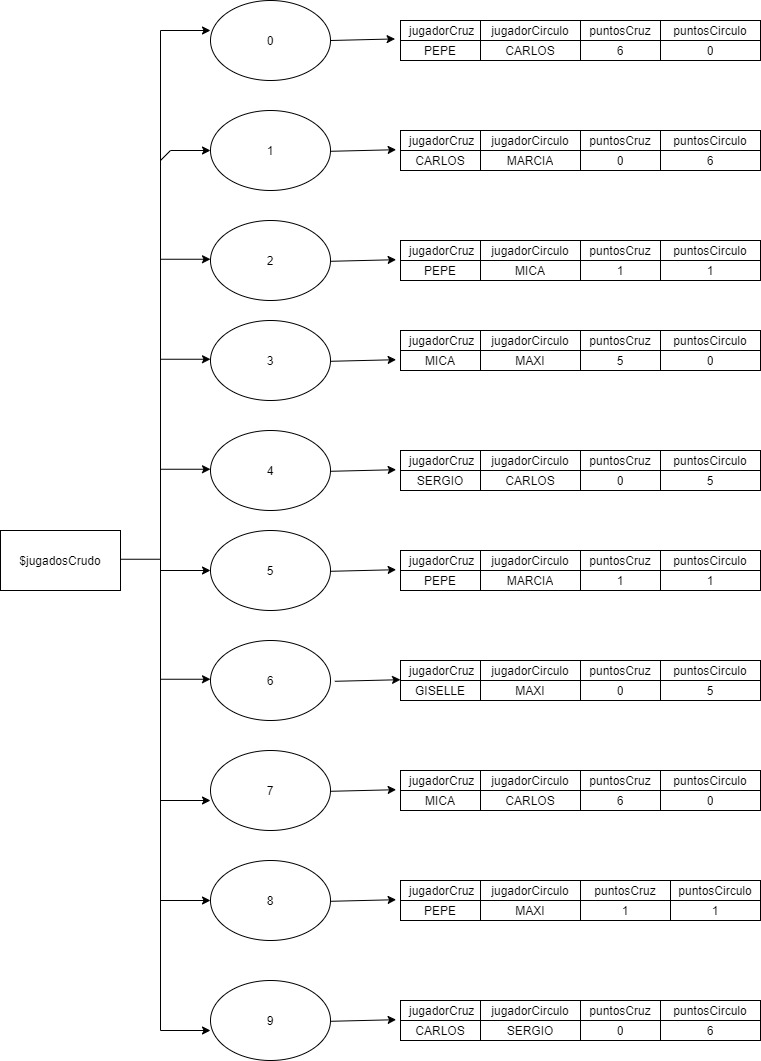 0
jugadorCruz jugadorCirculo puntosCruz puntosCirculo
PEPE CARLOS 6 0
1
jugadorCruz jugadorCirculo puntosCruz puntosCirculo
CARLOS MARCIA 0 6
2
jugadorCruz jugadorCirculo puntosCruz puntosCirculo
PEPE MICA 1 1
3
jugadorCruz jugadorCirculo puntosCruz puntosCirculo
MICA MAXI 5 0
4
jugadorCruz jugadorCirculo puntosCruz puntosCirculo
SERGIO CARLOS 0 5
$jugadosCrudo
5
jugadorCruz jugadorCirculo puntosCruz puntosCirculo
PEPE MARCIA 1 1
6
jugadorCruz jugadorCirculo puntosCruz puntosCirculo
GISELLE MAXI 0 5
7
jugadorCruz jugadorCirculo puntosCruz puntosCirculo
MICA CARLOS 6 0
8
jugadorCruz jugadorCirculo puntosCruz puntosCirculo
PEPE MAXI 1 1
9
jugadorCruz jugadorCirculo puntosCruz puntosCirculo
CARLOS SERGIO 0 6